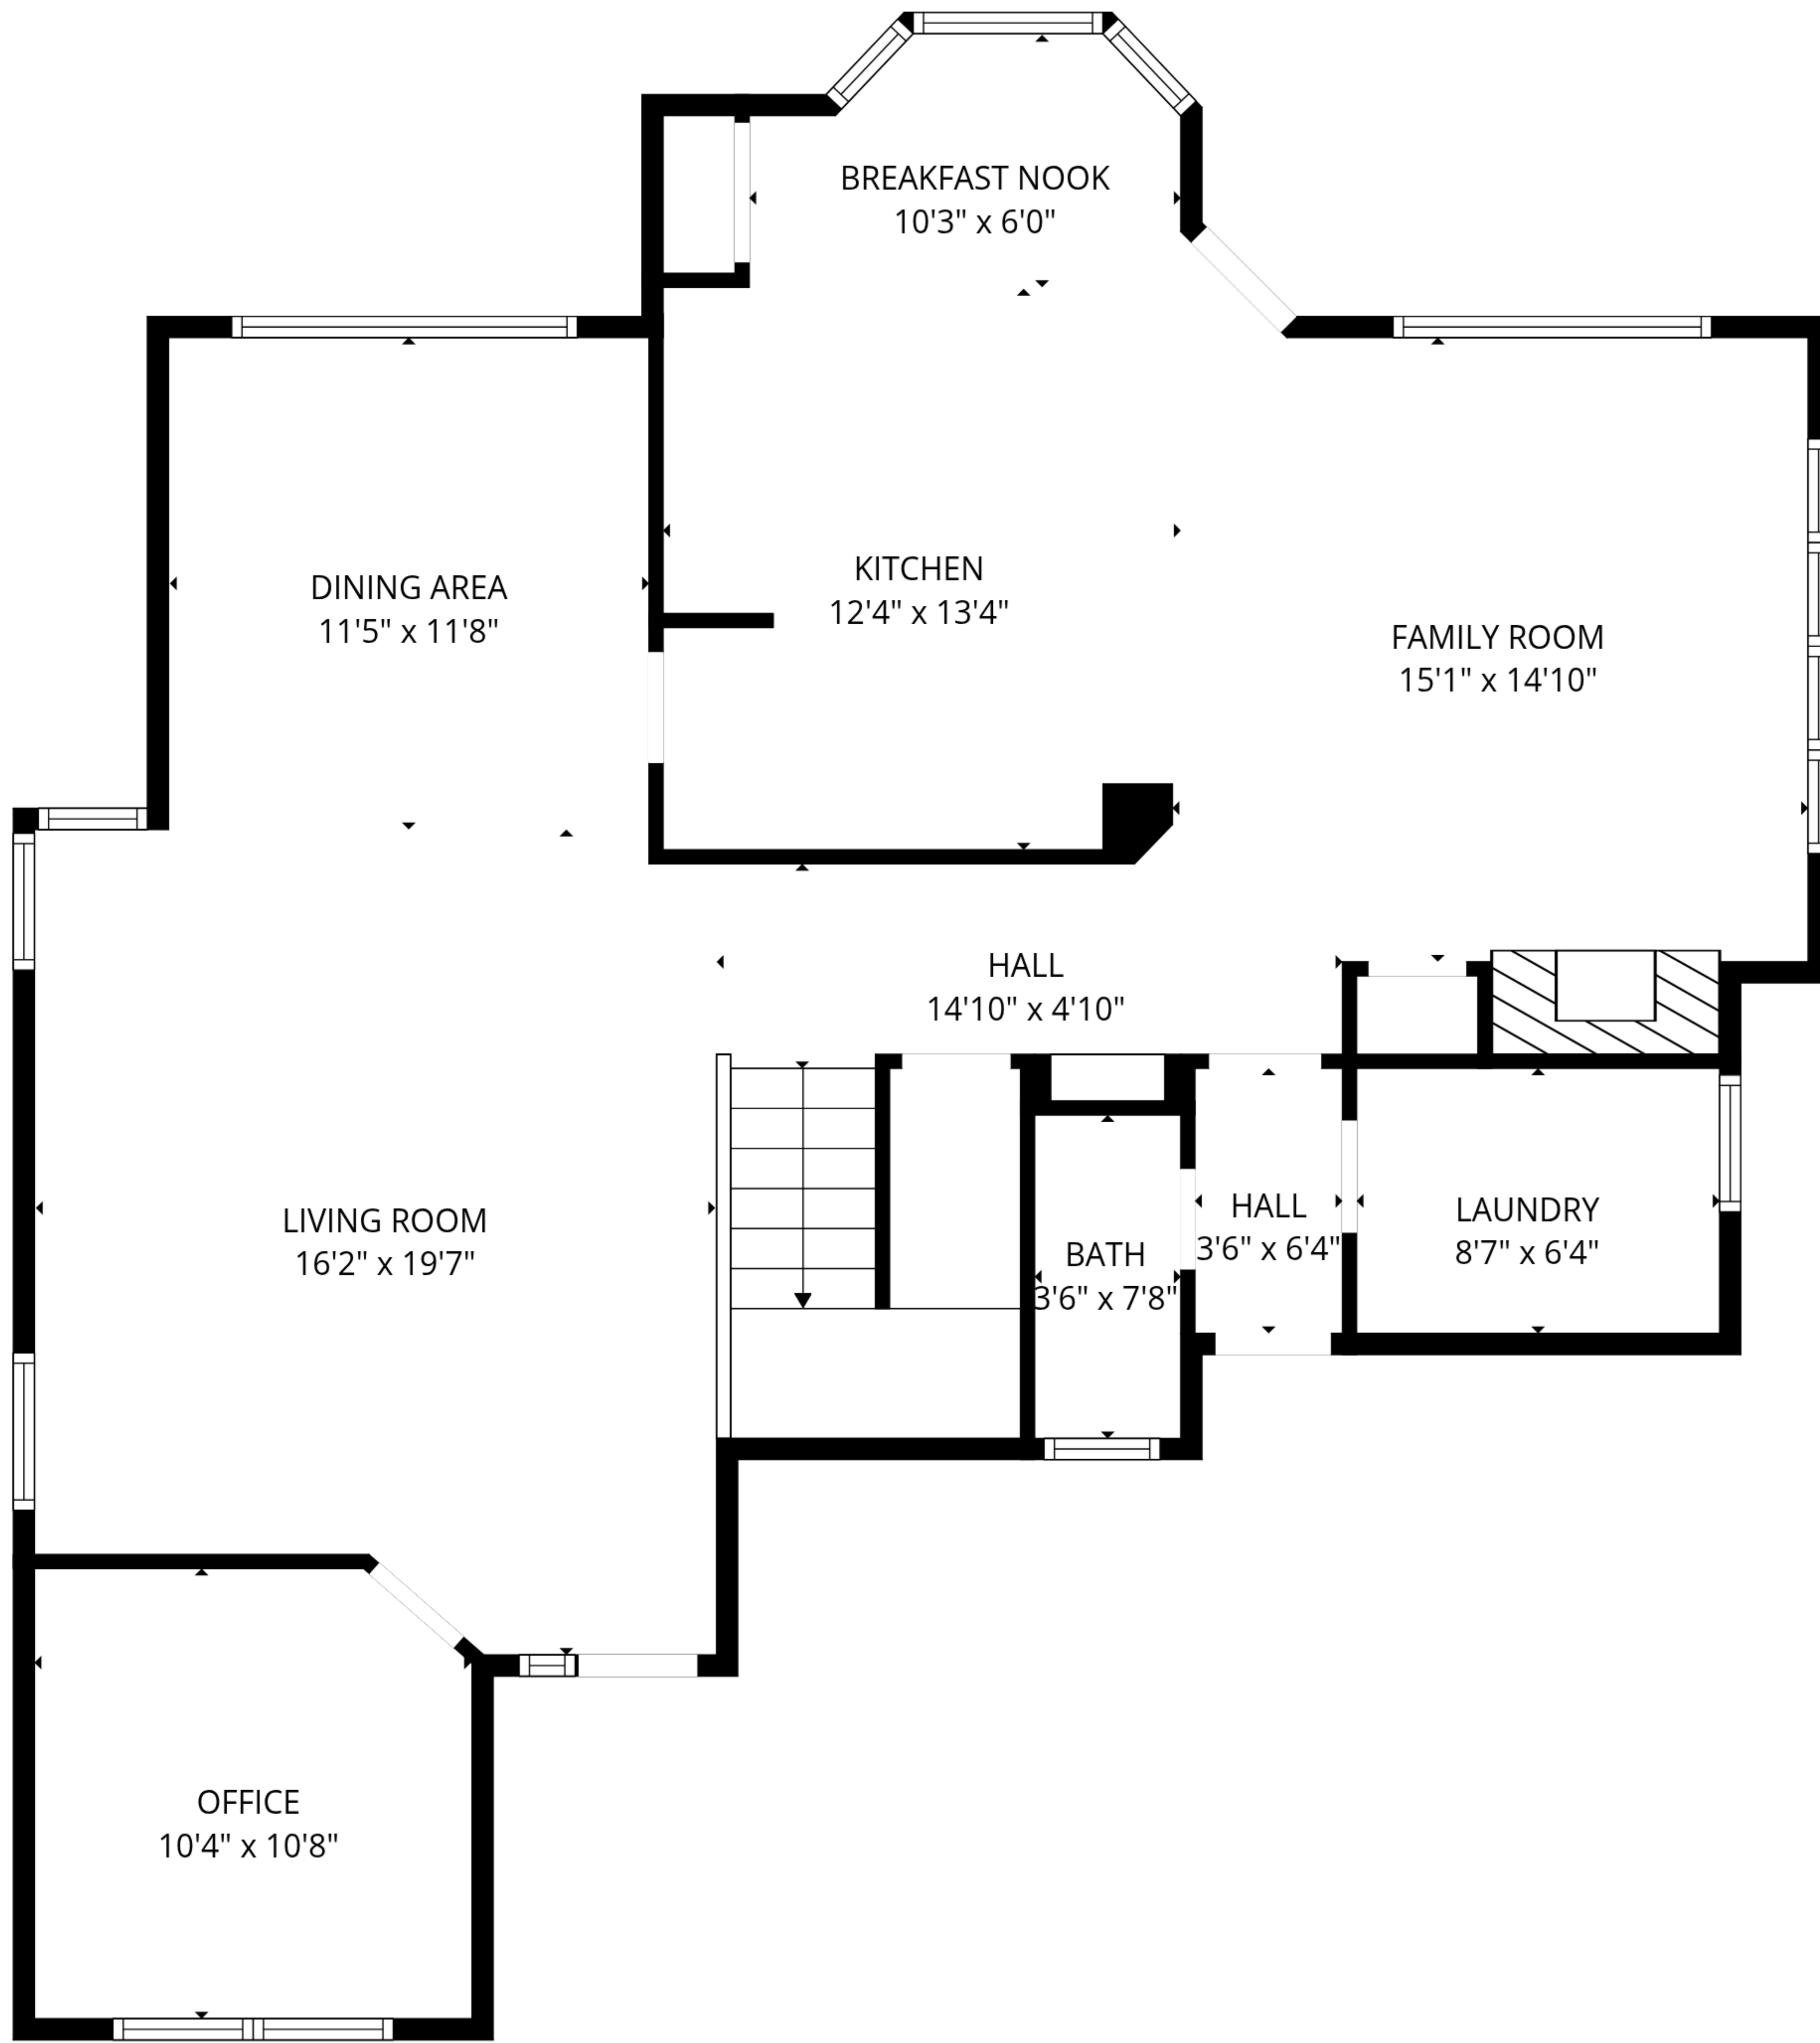 BREAKFAST NOOK
10'3" x 6'0"
KITCHEN
12'4" x 13'4"
DINING AREA
11'5" x 11'8"
FAMILY ROOM
15'1" x 14'10"
HALL
14'10" x 4'10"
LIVING ROOM
16'2" x 19'7"
BATH
3'6" x 7'8"
HALL
3'6" x 6'4"
LAUNDRY
8'7" x 6'4"
OFFICE
10'4" x 10'8"